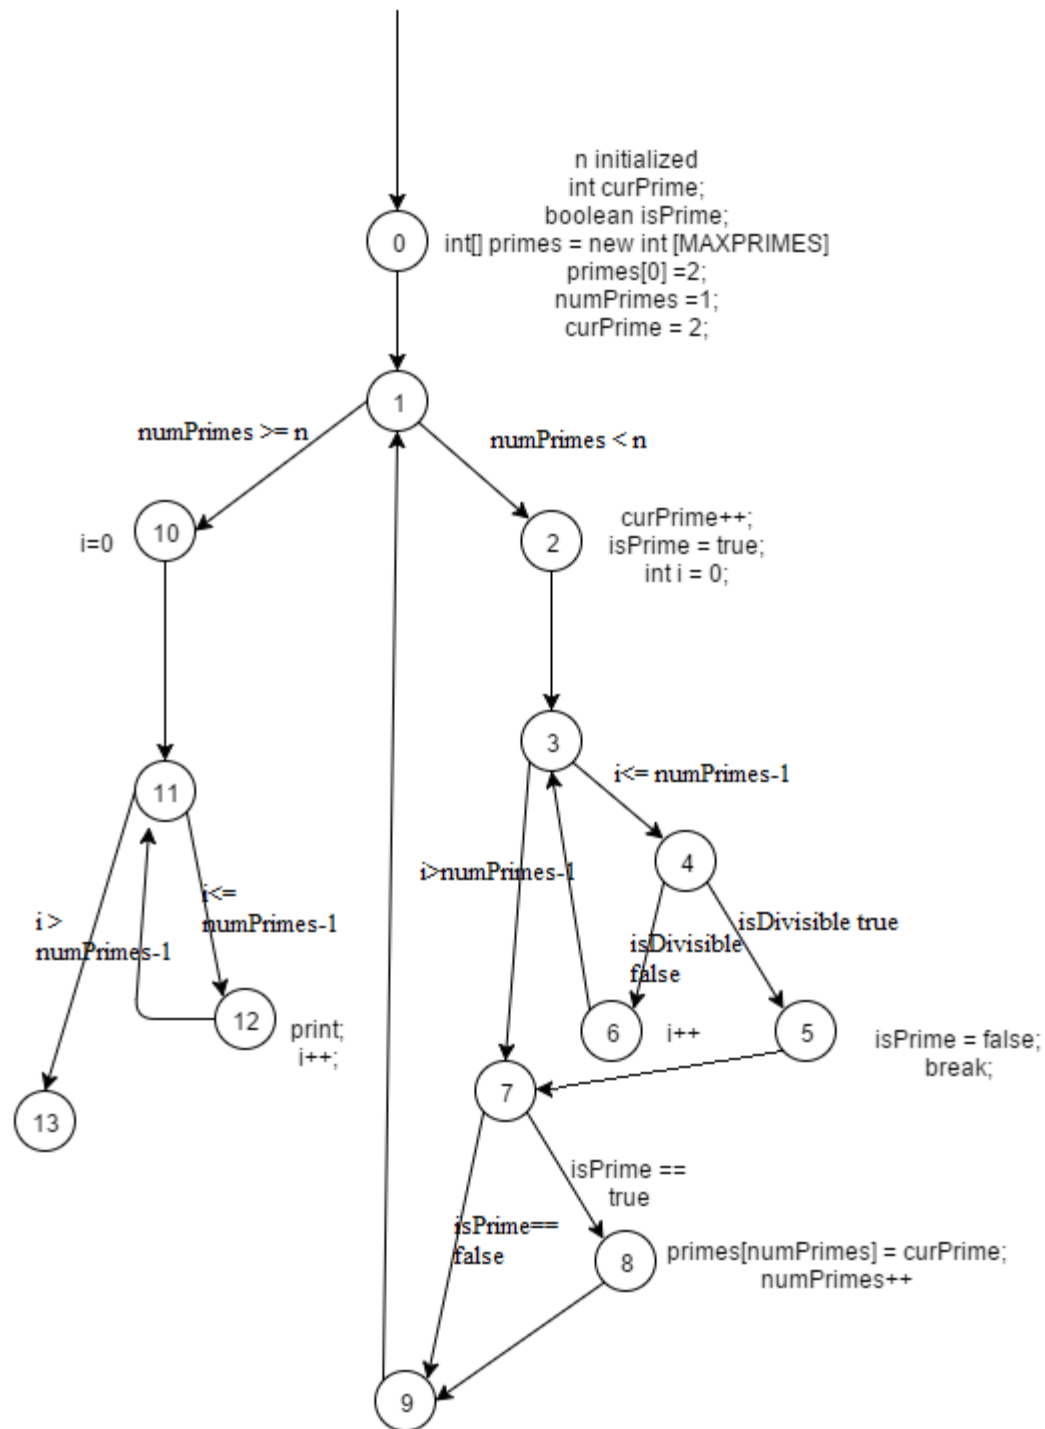 n initialized
int curPrime;
boolean isPrime;
0
int[] primes = new int [MAXPRIMES]
primes[0] =2;
numPrimes =1;
curPrime = 2;
1
numPrimes >= n
numPrimes < n
10
i=0
2
curPrime++;
isPrime = true;
int i = 0;
3
i<= numPrimes-1
11
4
i>numPrimes-1
i<=
numPrimes-1
i >
numPrimes-1
isDivisible true
isDivisible
false
12
print;
i++;
6
i++
5
isPrime = false;
break;
7
13
isPrime ==
true
isPrime==
false
8
primes[numPrimes] = curPrime;
numPrimes++
9